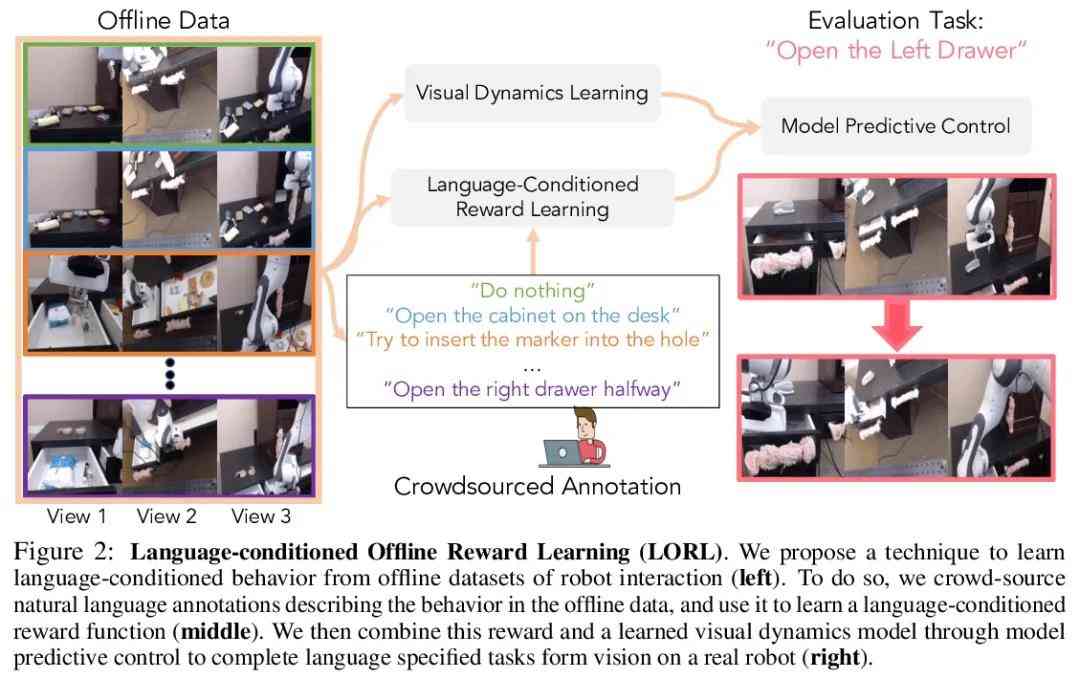 Offline Data
Evaluation Task:
"Open the Left Drawer"
Visual Dynamics Learning
Model Predictive Control
Language-Conditioned
Reward Learning
"Do nothing"
"Open the cabinet on the desk"
"Try to insert the marker into the hole"
...
"Open the right drawer halfway"
Crowdsourced Annotation
View 1 View 2 View 3
Figure 2: Language-conditioned Offline Reward Learning (LORL). We propose a technique to learn
language-conditioned behavior from offline datasets of robot interaction (left). To do so, we crowd-source
natural language annotations describing the behavior in the offline data, and use it to learn a language-conditioned
reward function (middle). We then combine this reward and a learned visual dynamics model through model
predictive control to complete language specified tasks form vision on a real robot (right).